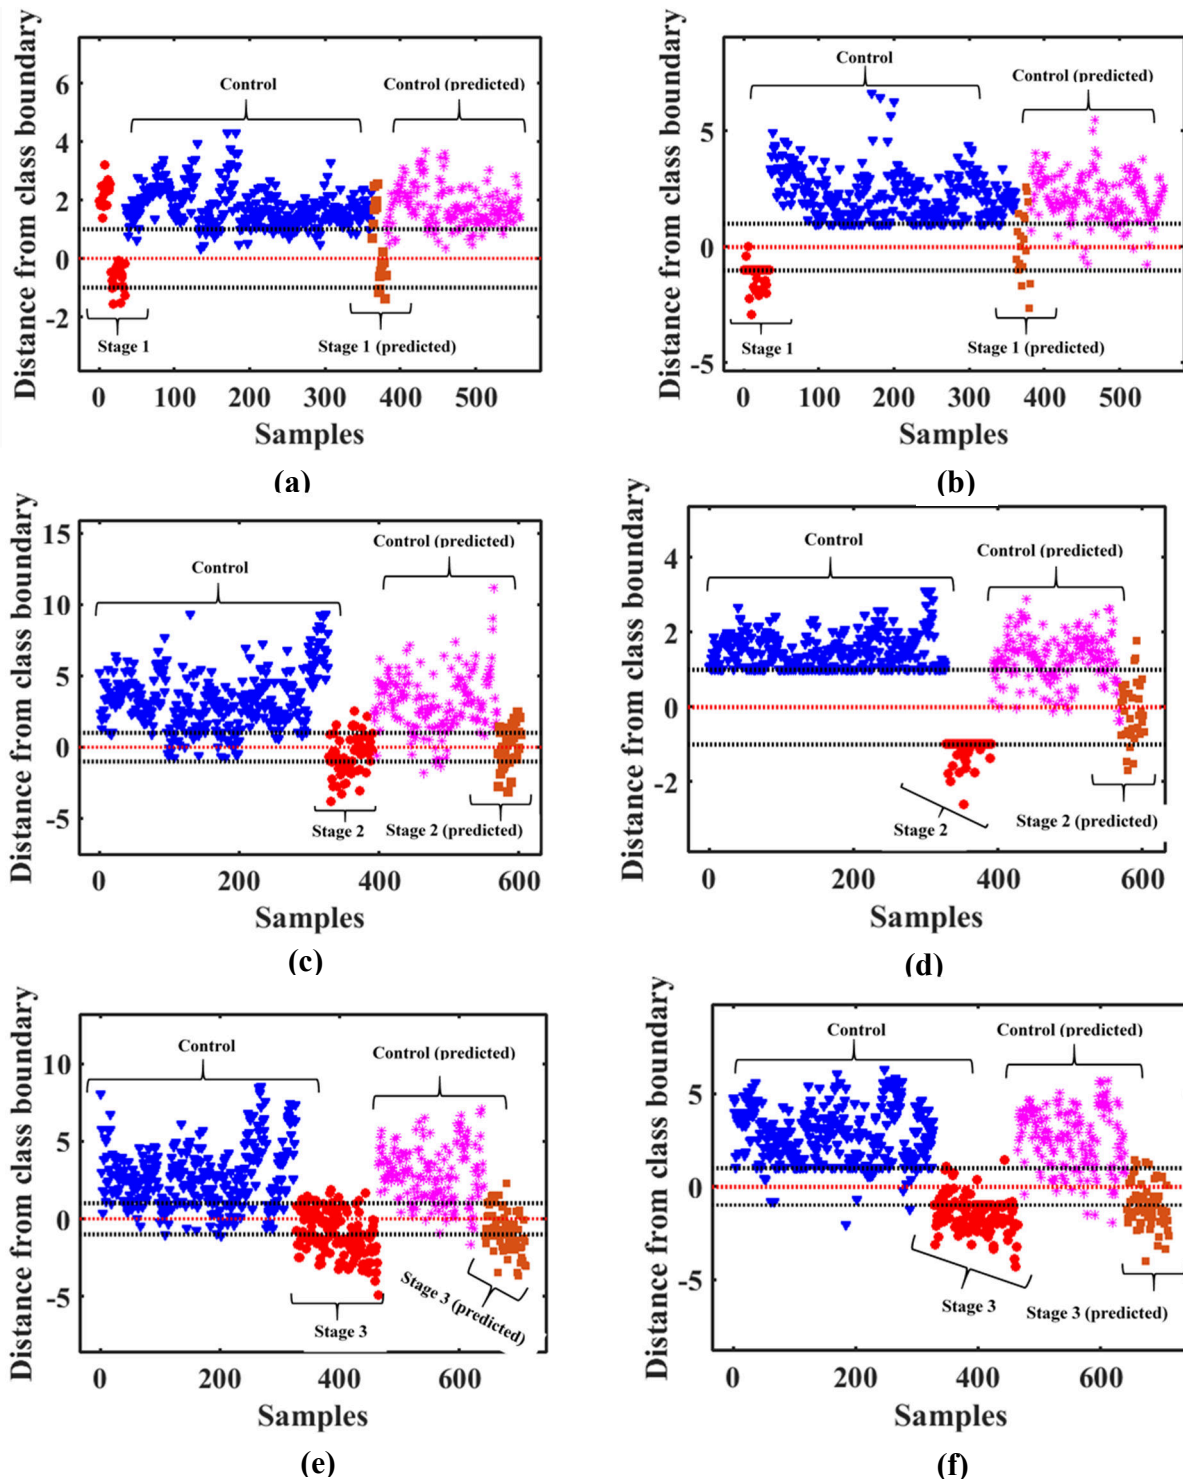 Distance from class boundary
6
4
2
0
-2
Control
Control (predicted)
Stage 1
Stage 1 (predicted)
0 100 200 300 400 500
Samples
(a)
Distance from class boundary
5
0
-5
Control
Control (predicted)
Stage 1
Stage 1 (predicted)
0 100 200 300 400 500
Samples
(b)
Distance from class boundary
15
10
5
0
-5
Control
Control (predicted)
Stage 2
Stage 2 (predicted)
0 200 400 600
Samples
(c)
Distance from class boundary
4
2
0
-2
Control
Control (predicted)
Stage 2
Stage 2 (predicted)
0 200 400 600
Samples
(d)
Distance from class boundary
10
5
0
-5
Control
Control (predicted)
Stage 3
Stage 3 (predicted)
0 200 400 600
Samples
(e)
Distance from class boundary
5
0
-5
Control
Control (predicted)
Stage 3
Stage 3 (predicted)
0 200 400 600
Samples
(f)